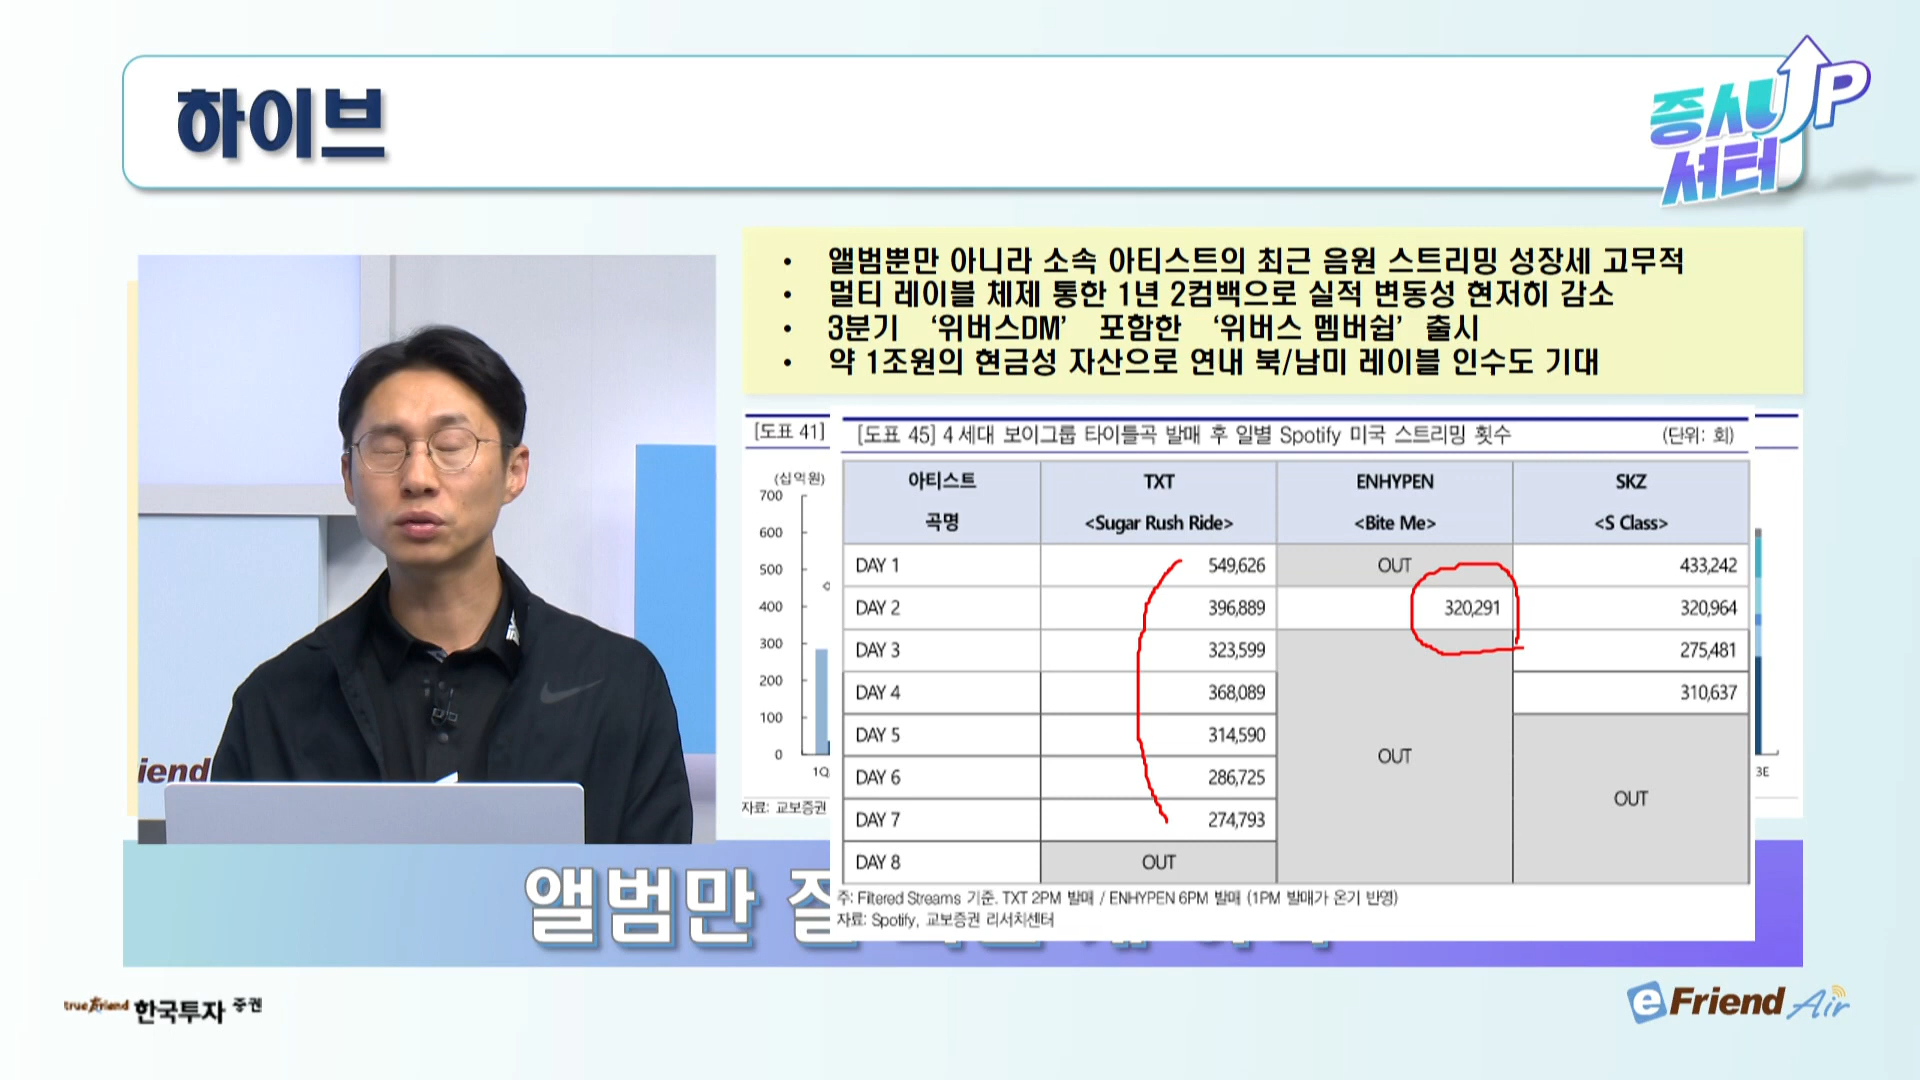 하이브
증시 UP
셔터
• 앨범뿐만 아니라 소속 아티스트의 최근 음원 스트리밍 성장세 고무적
• 멀티 레이블 체제 통한 1년 2컴백으로 실적 변동성 현저히 감소
• 3분기 ‘위버스DM’ 포함한 ‘위버스 멤버쉽’ 출시
• 약 1조원의 현금성 자산으로 연내 북/남미 레이블 인수도 기대
[도표 41]
(십억원)
700
600
500
400
300
200
100
0
1Q
3E
자료: 교보증권
[도표 45] 4세대 보이그룹 타이틀곡 발매 후 일별 Spotify 미국 스트리밍 횟수 (단위: 회)
아티스트 TXT ENHYPEN SKZ
곡명 <Sugar Rush Ride> <Bite Me> <S Class>
DAY 1 549,626 OUT 433,242
DAY 2 396,889 320,291 320,964
DAY 3 323,599 275,481
DAY 4 368,089 310,637
DAY 5 314,590 OUT
DAY 6 286,725 OUT
DAY 7 274,793
DAY 8 OUT
주: Filtered Streams 기준. TXT 2PM 발매 / ENHYPEN 6PM 발매 (1PM 발매가 온기 반영)
자료: Spotify, 교보증권 리서치센터
iend
앨범만
true Friend 한국투자 증권
eFriend Air